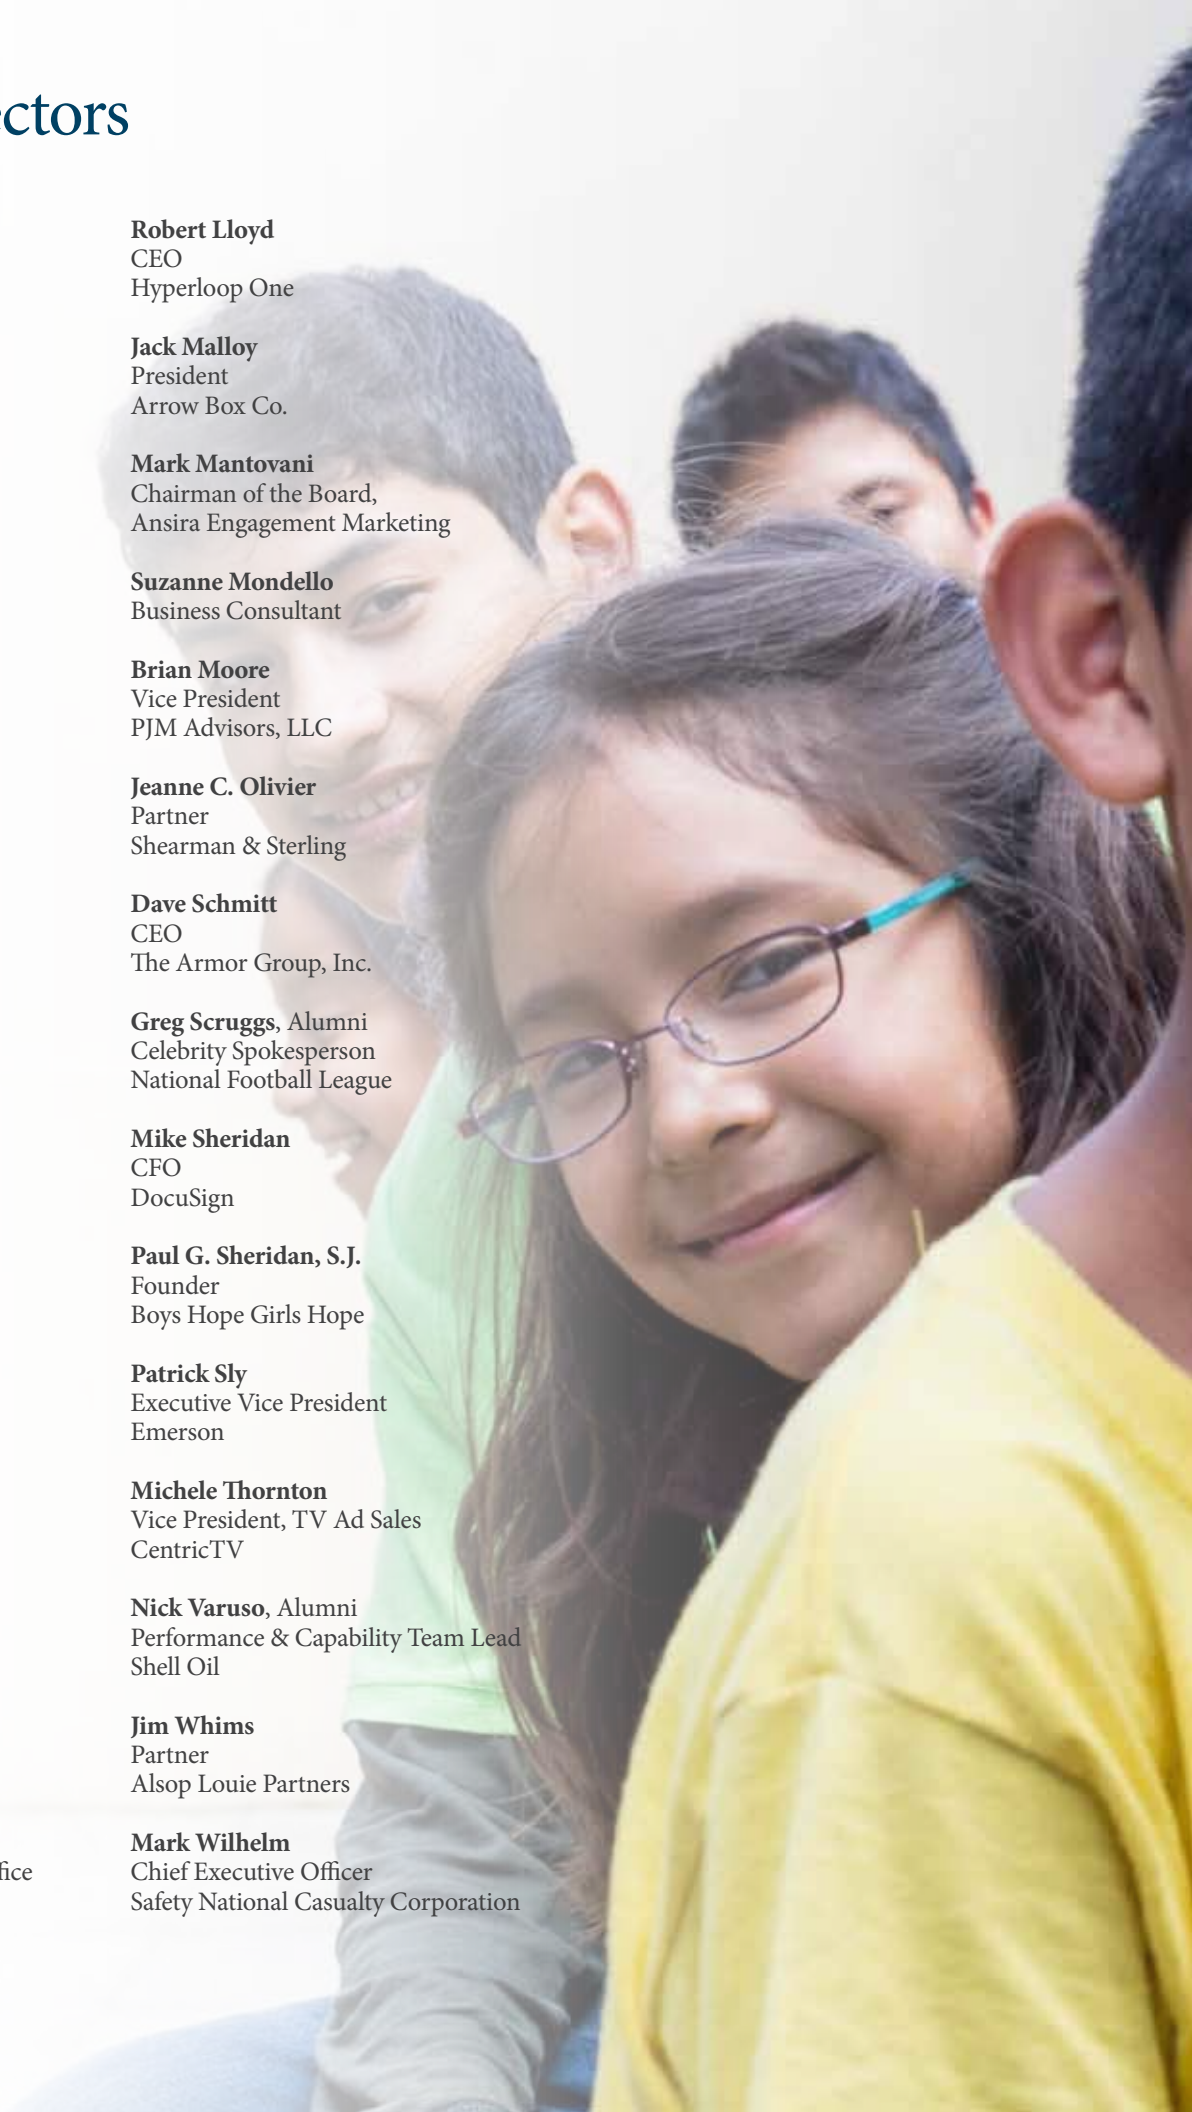 ctors
Robert Lloyd
CEO
Hyperloop One
Jack Malloy
President
Arrow Box Co.
Mark Mantovani
Chairman of the Board,
Ansira Engagement Marketing
Suzanne Mondello
Business Consultant
Brian Moore
Vice President
PJM Advisors, LLC
Jeanne C. Olivier
Partner
Shearman & Sterling
Dave Schmitt
CEO
The Armor Group, Inc.
Greg Scruggs, Alumni
Celebrity Spokesperson
National Football League
Mike Sheridan
CFO
DocuSign
Paul G. Sheridan, S.J.
Founder
Boys Hope Girls Hope
Patrick Sly
Executive Vice President
Emerson
Michele Thornton
Vice President, TV Ad Sales
CentricTV
Nick Varuso, Alumni
Performance & Capability Team Lead
Shell Oil
Jim Whims
Partner
Alsop Louie Partners
Mark Wilhelm
fice
Chief Executive Officer
Safety National Casualty Corporation